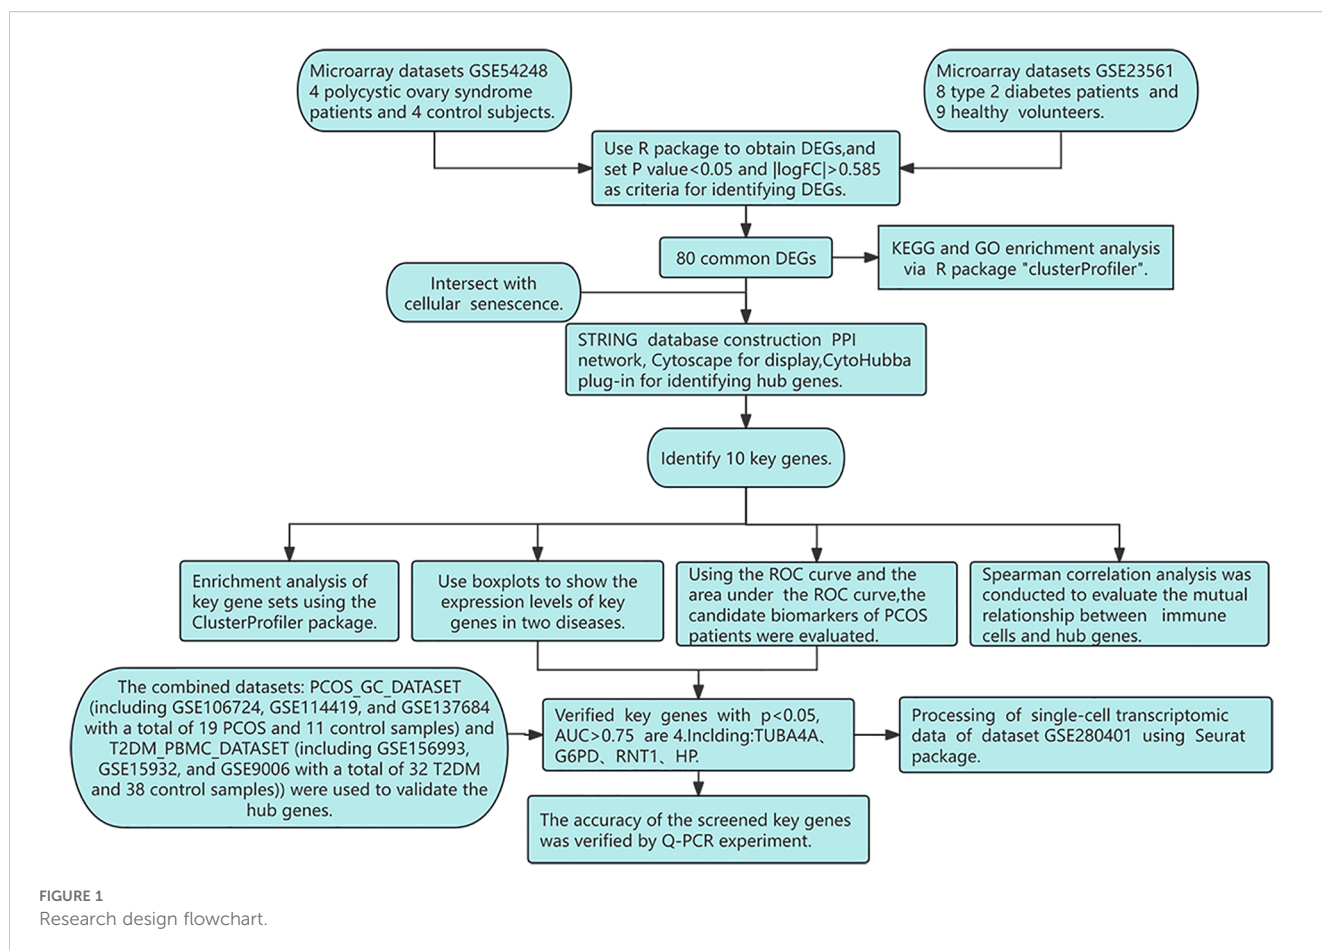 Microarray datasets GSE54248
4 polycystic ovary syndrome
patients and 4 control subjects.
Microarray datasets GSE23561
8 type 2 diabetes patients and
9 healthy volunteers.
Use R package to obtain DEGs,and
set P value<0.05 and |logFC|>0.585
as criteria for identifying DEGs.
80 common DEGs
KEGG and GO enrichment analysis
via R package "clusterProfiler".
Intersect with
cellular senescence.
STRING database construction PPI
network, Cytoscape for display,CytoHubba
plug-in for identifying hub genes.
Identify 10 key genes.
Enrichment analysis of
key gene sets using the
ClusterProfiler package.
Use boxplots to show the
expression levels of key
genes in two diseases.
Using the ROC curve and the
area under the ROC curve,the
candidate biomarkers of PCOS
patients were evaluated.
Spearman correlation analysis was
conducted to evaluate the mutual
relationship between immune
cells and hub genes.
The combined datasets: PCOS_GC_DATASET
(including GSE106724, GSE114419, and GSE137684
with a total of 19 PCOS and 11 control samples) and
T2DM_PBMC_DATASET (including GSE156993,
GSE15932, and GSE9006 with a total of 32 T2DM
and 38 control samples)) were used to validate the
hub genes.
Verified key genes with p<0.05,
AUC>0.75 are 4.Inclding:TUBA4A、
G6PD、RNT1、HP.
Processing of single-cell transcriptomic
data of dataset GSE280401 using Seurat
package.
The accuracy of the screened key genes
was verified by Q-PCR experiment.
FIGURE 1
Research design flowchart.